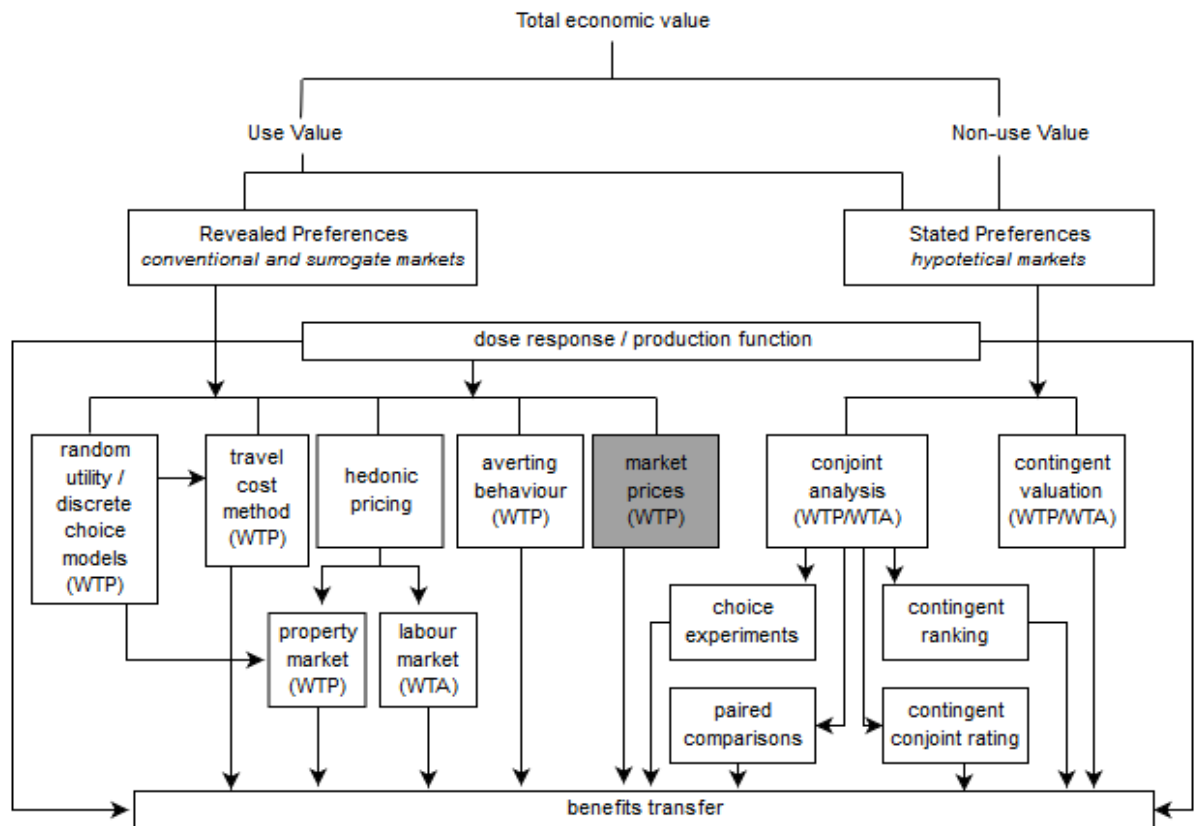 Total economic value
Use Value
Non-use Value
Revealed Preferences
conventional and surrogate markets
Stated Preferences
hypotetical markets
dose response / production function
random
utility /
discrete
choice
models
(WTP)
travel
cost
method
(WTP)
hedonic
pricing
averting
behaviour
(WTP)
market
prices
(WTP)
conjoint
analysis
(WTP/WTA)
contingent
valuation
(WTP/WTA)
property
market
(WTP)
labour
market
(WTA)
choice
experiments
contingent
ranking
paired
comparisons
contingent
conjoint rating
benefits transfer